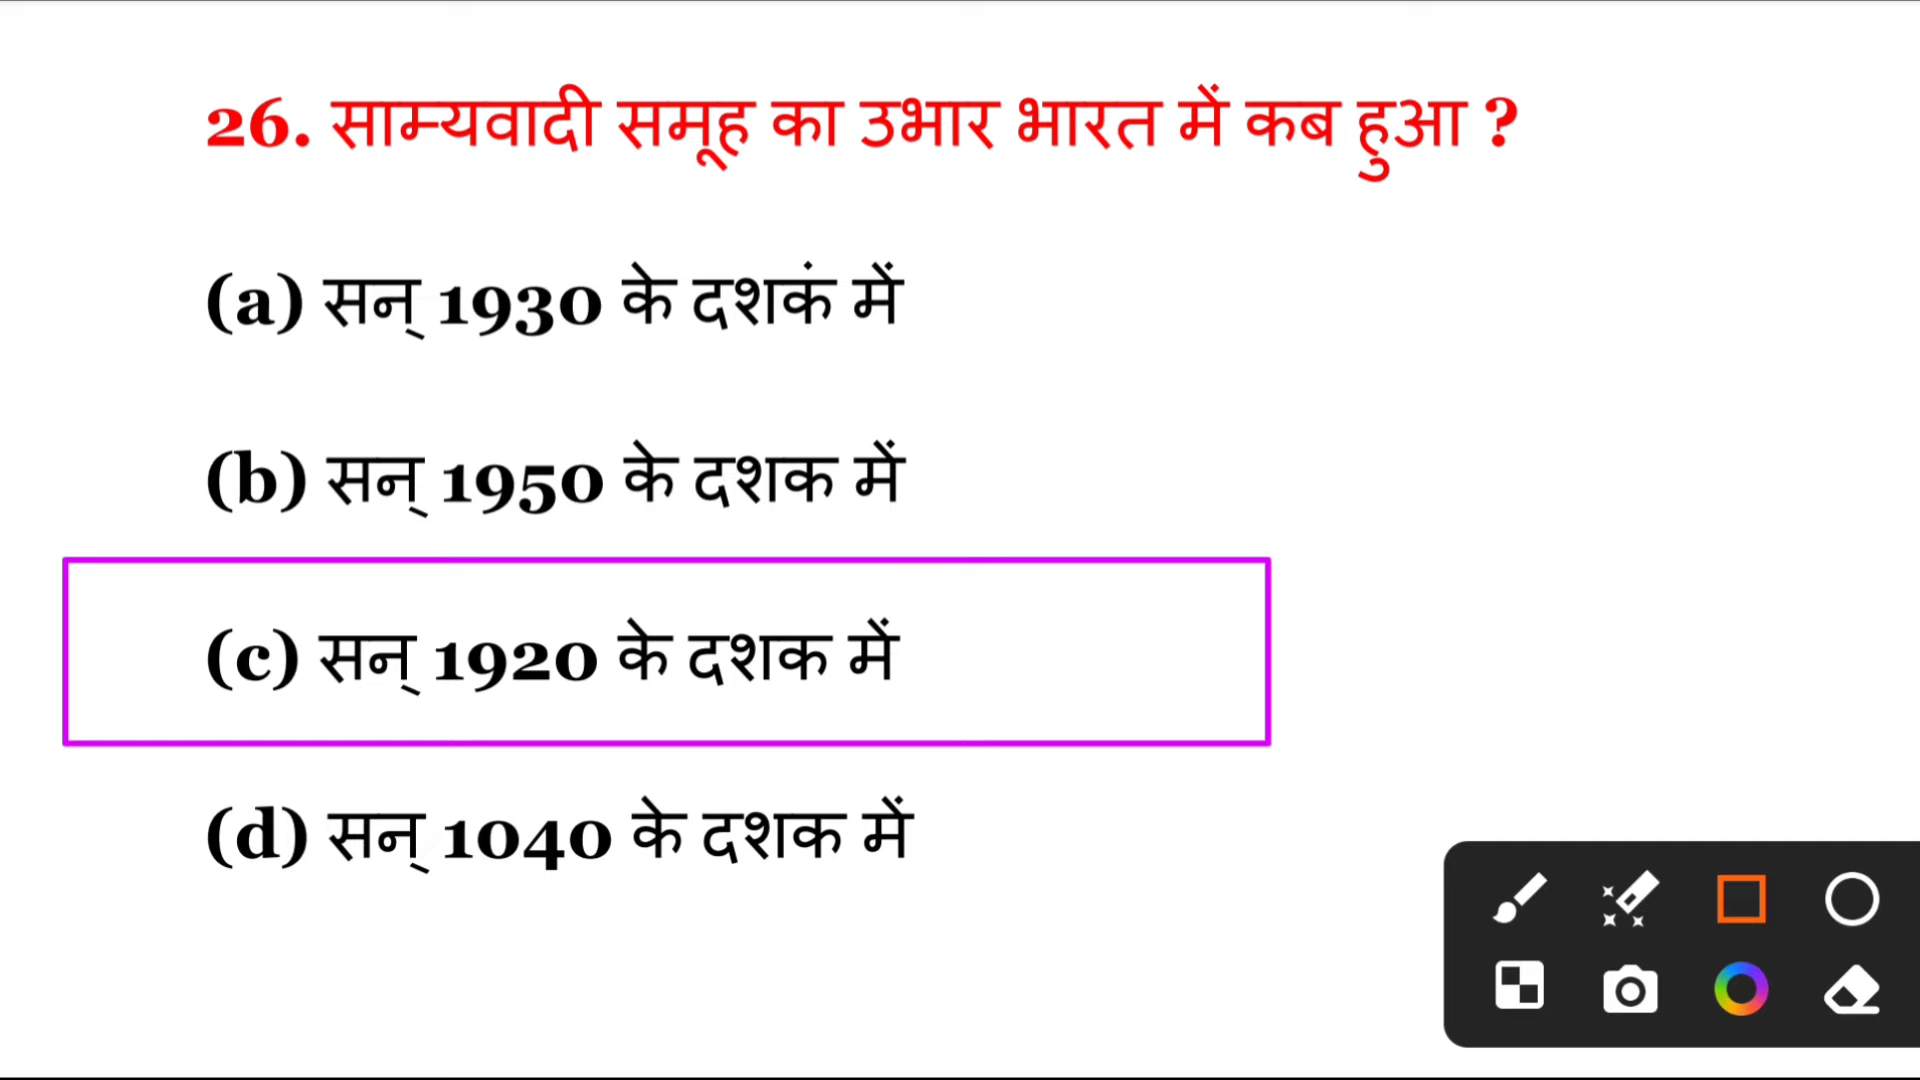 26. साम्यवादी समूह का उभार भारत में कब हुआ ?
(a) सन् 1930 के दशकं में
(b) सन् 1950 के दशक में
(c) सन् 1920 के दशक में
(d) सन् 1040 के दशक में